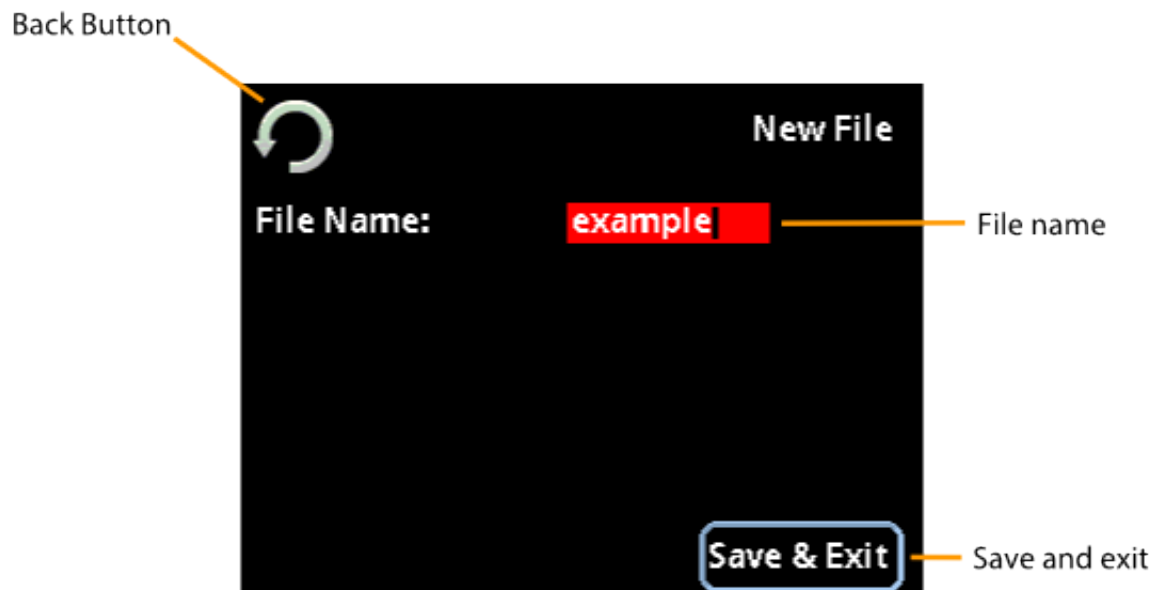 Back Button
New File
File Name: example
File name
Save & Exit
Save and exit